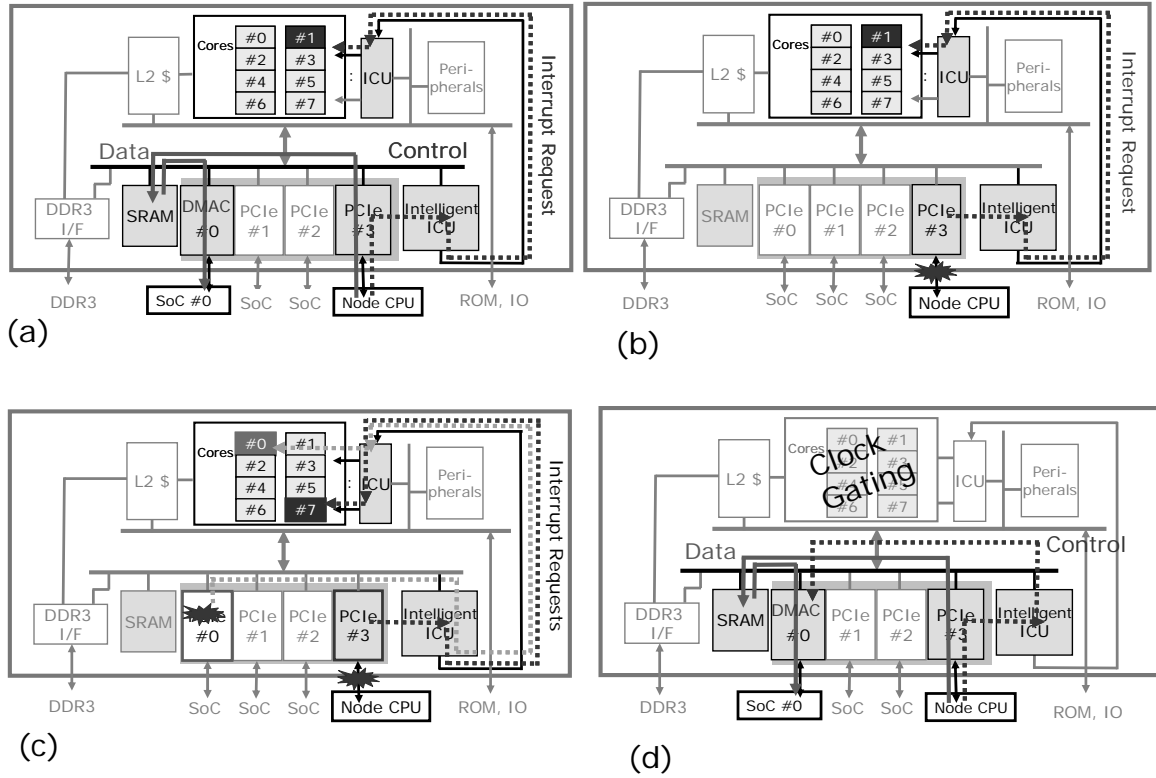 Cores
#0
#1
#2
#3
#4
#5
#6
#7
:
ICU
L2 $
Peri-
pherals
Interrupt Request
Data
Control
DDR3
I/F
SRAM
DMAC
#0
PCIe
#1
PCIe
#2
PCIe
#3
Intelligent
ICU
DDR3
SoC #0
SoC
SoC
Node CPU
ROM, IO
(a)
Cores
#0
#1
#2
#3
#4
#5
#6
#7
:
ICU
L2 $
Peri-
pherals
Interrupt Request
DDR3
I/F
SRAM
PCIe
#0
PCIe
#1
PCIe
#2
PCIe
#3
Intelligent
ICU
DDR3
SoC
SoC
SoC
Node CPU
ROM, IO
(b)
Cores
#0
#1
#2
#3
#4
#5
#6
#7
:
ICU
L2 $
Peri-
pherals
Interrupt Requests
DDR3
I/F
SRAM
#0
PCIe
#1
PCIe
#2
PCIe
#3
Intelligent
ICU
DDR3
SoC
SoC
SoC
Node CPU
ROM, IO
(c)
Cores
#0
#1
#2
#3
#4
#5
#6
#7
Clock
Gating
ICU
L2 $
Peri-
pherals
Data
Control
DDR3
I/F
SRAM
DMAC
#0
PCIe
#1
PCIe
#2
PCIe
#3
Intelligent
ICU
DDR3
SoC #0
SoC
SoC
Node CPU
ROM, IO
(d)